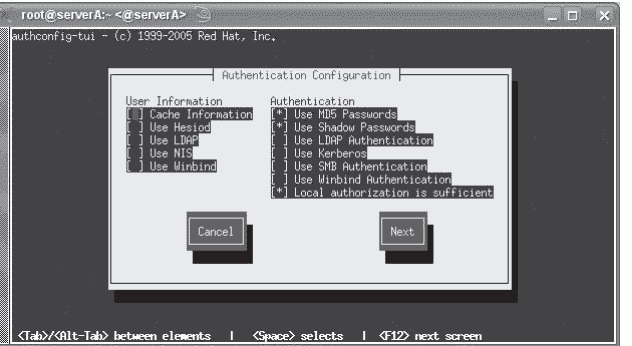 root@serverA:~ <@serverA>
authconfig-tui - (c) 1999-2005 Red Hat, Inc.
Authentication Configuration
User Information
[ ] Cache Information
[ ] Use Hesiod
[ ] Use LDAP
[ ] Use NIS
[ ] Use Winbind
Authentication
[*] Use MD5 Passwords
[*] Use Shadow Passwords
[ ] Use LDAP Authentication
[ ] Use Kerberos
[ ] Use SMB Authentication
[ ] Use Winbind Authentication
[*] Local authorization is sufficient
Cancel
Next
<Tab>/<Alt-Tab> between elements | <Space> selects | <F12> next screen